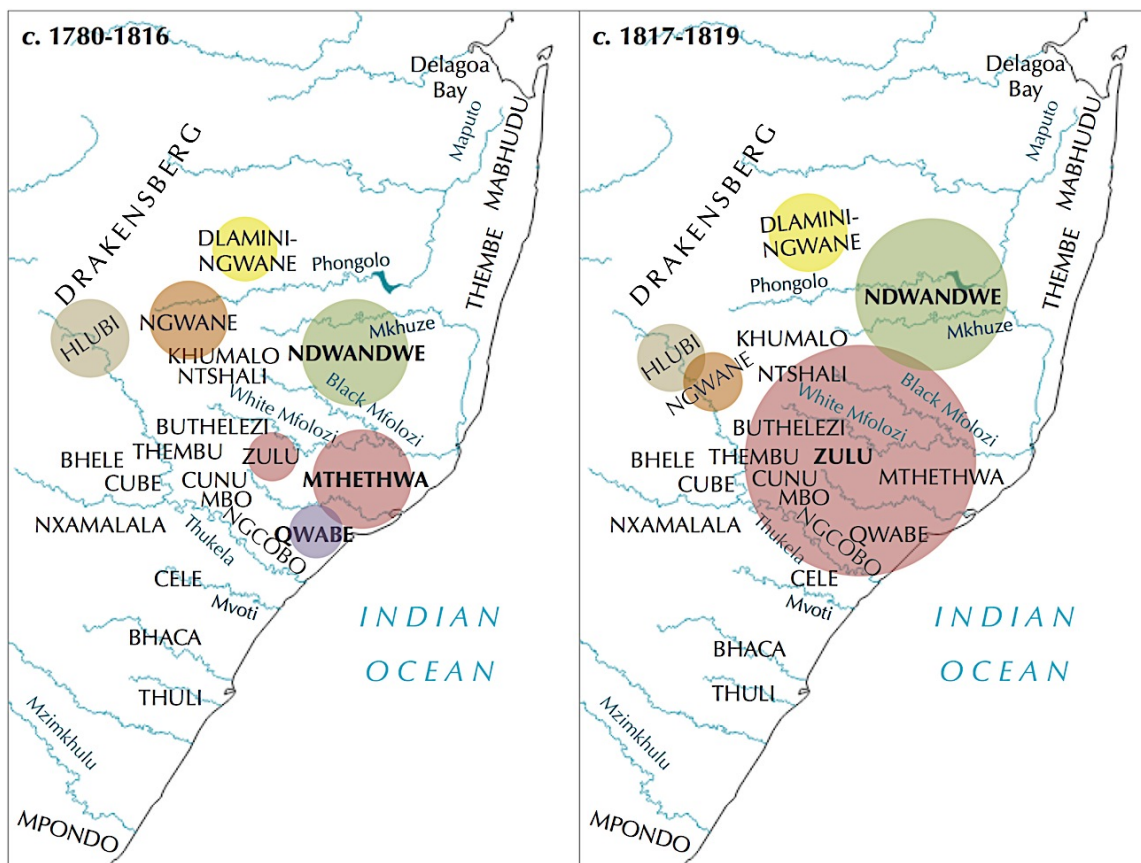 c. 1780-1816
Delagoa
Bay
Maputo
MABHUDU
THEMBE
DRAKENSBERG
DLAMINI-
NGWANE
Phongolo
HLUBI
NGWANE
Mkhuze
KHUMALO
NDWANDWE
NTSHALI
Black Mfolozi
White Mfolozi
BUTHELEZI
BHELE
THEMBU
ZULU
CUBE
CUNU
MTHETHWA
MBO
NXAMALALA
NGCOBO
QWABE
Thukela
CELE
Mvoti
INDIAN
OCEAN
BHACA
THULI
Mzimkhulu
MPONDO
c. 1817-1819
Delagoa
Bay
Maputo
MABHUDU
THEMBE
DRAKENSBERG
DLAMINI-
NGWANE
Phongolo
NDWANDWE
Mkhuze
HLUBI
NGWANE
KHUMALO
NTSHALI
Black Mfolozi
White Mfolozi
BUTHELEZI
BHELE
THEMBU
ZULU
CUBE
CUNU
MTHETHWA
MBO
NXAMALALA
NGCOBO
QWABE
Thukela
CELE
Mvoti
INDIAN
OCEAN
BHACA
THULI
Mzimkhulu
MPONDO